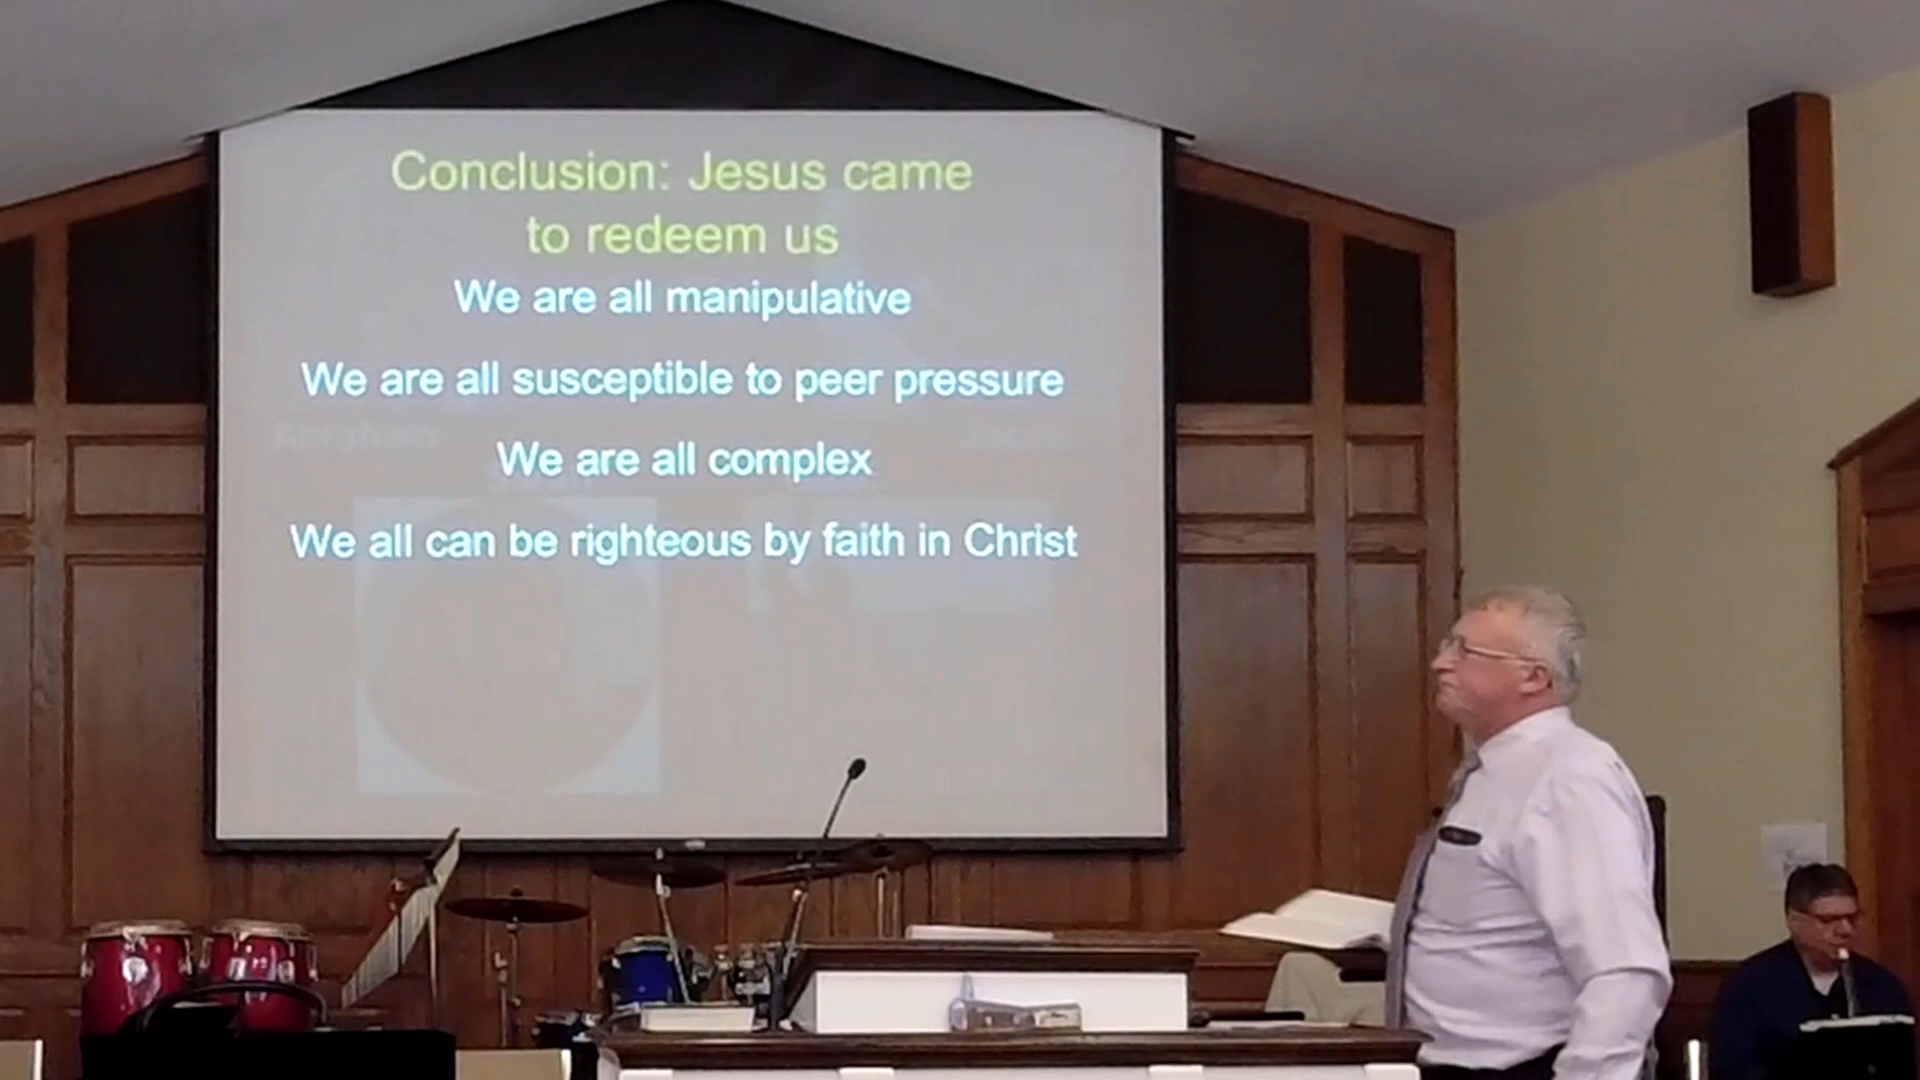 Conclusion: Jesus came
to redeem us
We are all manipulative
We are all susceptible to peer pressure
Abraham
We are all complex
We all can be righteous by faith in Christ